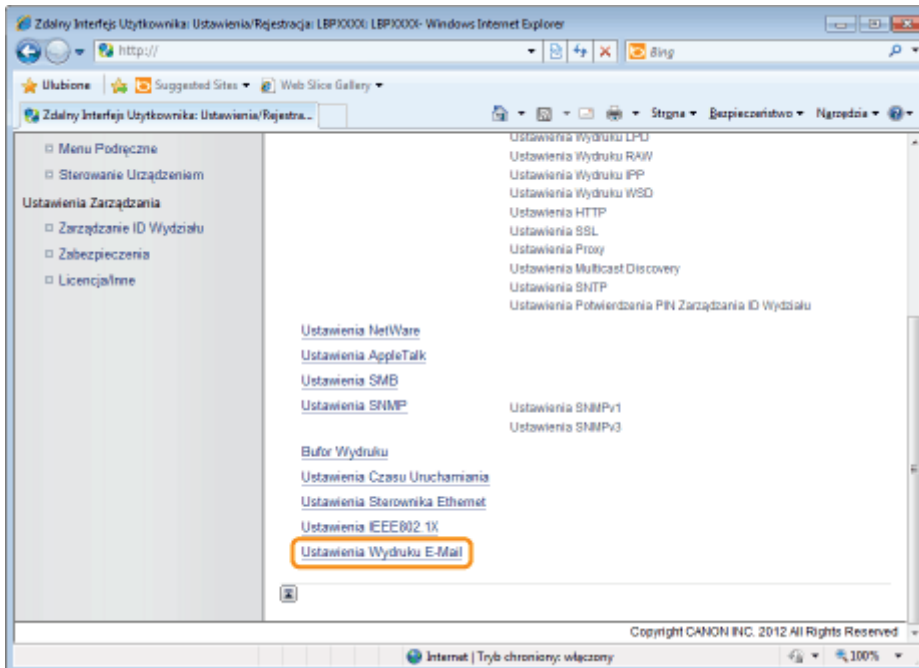 Zdalny Interfejs Użytkownika: Ustawienia/Rejestracja: LBPXXXX: LBPXXXX- Windows Internet Explorer
http://
Bing
Ulubione Suggested Sites Web Slice Gallery
Zdalny Interfejs Użytkownika: Ustawienia/Rejestra...
Strona Bezpieczeństwo Narzędzia
Menu Podręczne
Sterowanie Urządzeniem
Ustawienia Zarządzania
Zarządzanie ID Wydziału
Zabezpieczenia
Licencja/Inne
Ustawienia Wydruku LPD
Ustawienia Wydruku RAW
Ustawienia Wydruku IPP
Ustawienia Wydruku WSD
Ustawienia HTTP
Ustawienia SSL
Ustawienia Proxy
Ustawienia Multicast Discovery
Ustawienia SNTP
Ustawienia Potwierdzenia PIN Zarządzania ID Wydziału
Ustawienia NetWare
Ustawienia AppleTalk
Ustawienia SMB
Ustawienia SNMP
Ustawienia SNMPv1
Ustawienia SNMPv3
Bufor Wydruku
Ustawienia Czasu Uruchamiania
Ustawienia Sterownika Ethernet
Ustawienia IEEE802.1X
Ustawienia Wydruku E-Mail
Copyright CANON INC. 2012 All Rights Reserved
Internet | Tryb chroniony: włączony
100%